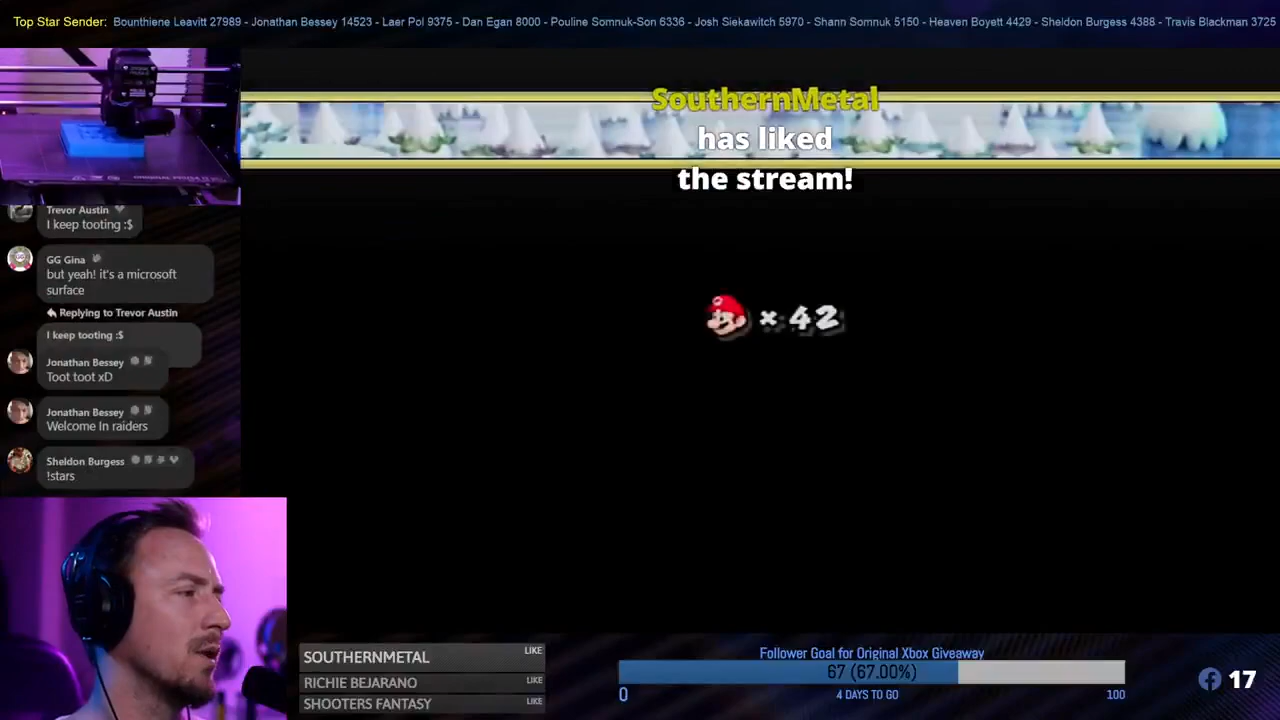 Top Star Sender: Bounthiene Leavitt 27989 - Jonathan Bessey 14523 - Laer Pol 9375 - Dan Egan 8000 - Pouline Somnuk-Son 6336 - Josh Siekawitch 5970 - Shann Somnuk 5150 - Heaven Boyett 4429 - Sheldon Burgess 4388 - Travis Blackman 3725
SouthernMetal
has liked
the stream!
Trevor Austin
I keep tooting :$
GG Gina
but yeah! it's a microsoft
surface
Replying to Trevor Austin
I keep tooting :$
Jonathan Bessey
Toot toot xD
Jonathan Bessey
Welcome In raiders
Sheldon Burgess
!stars
× 42
SOUTHERNMETAL LIKE
RICHIE BEJARANO LIKE
SHOOTERS FANTASY LIKE
Follower Goal for Original Xbox Giveaway
67 (67.00%)
0 4 DAYS TO GO 100
17